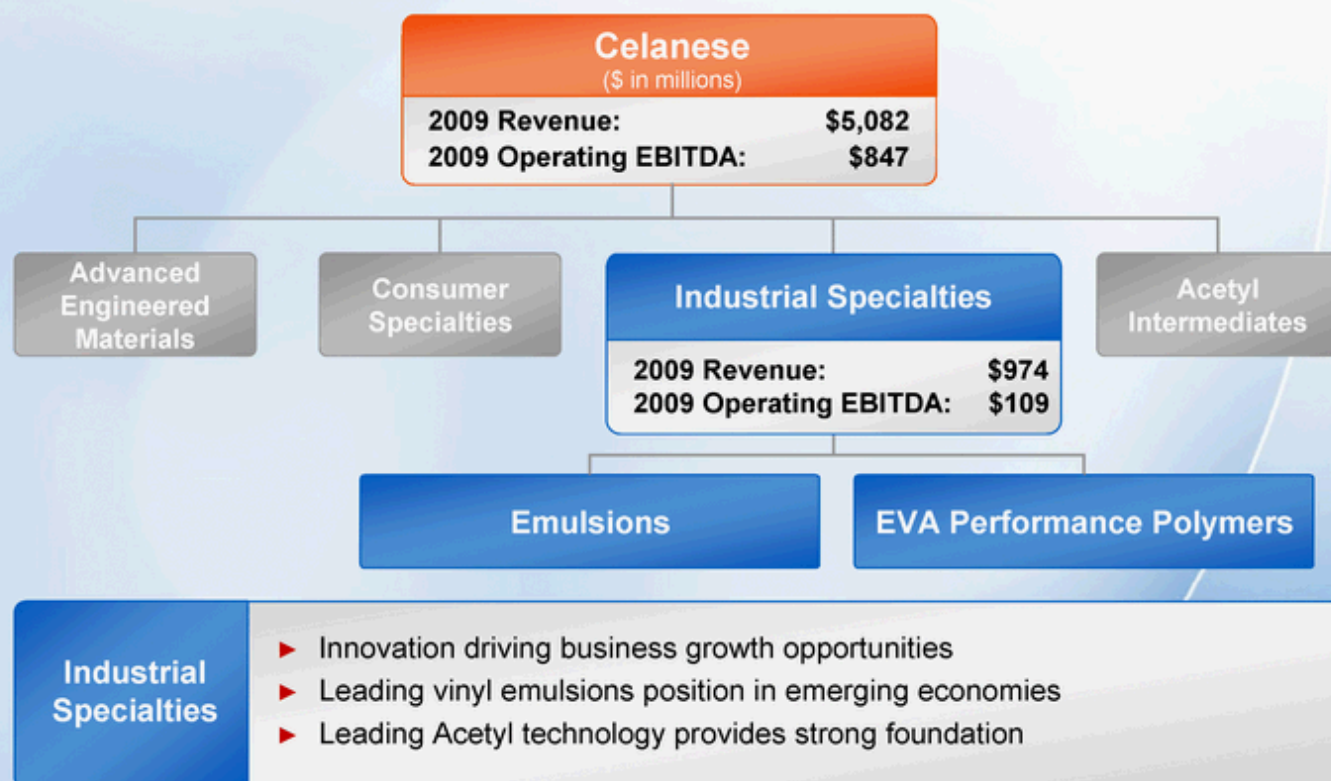 Celanese
($ in millions)
2009 Revenue: $5,082
2009 Operating EBITDA: $847
Advanced
Engineered
Materials
Consumer
Specialties
Industrial Specialties
2009 Revenue: $974
2009 Operating EBITDA: $109
Acetyl
Intermediates
Emulsions
EVA Performance Polymers
Industrial
Specialties
► Innovation driving business growth opportunities
► Leading vinyl emulsions position in emerging economies
► Leading Acetyl technology provides strong foundation